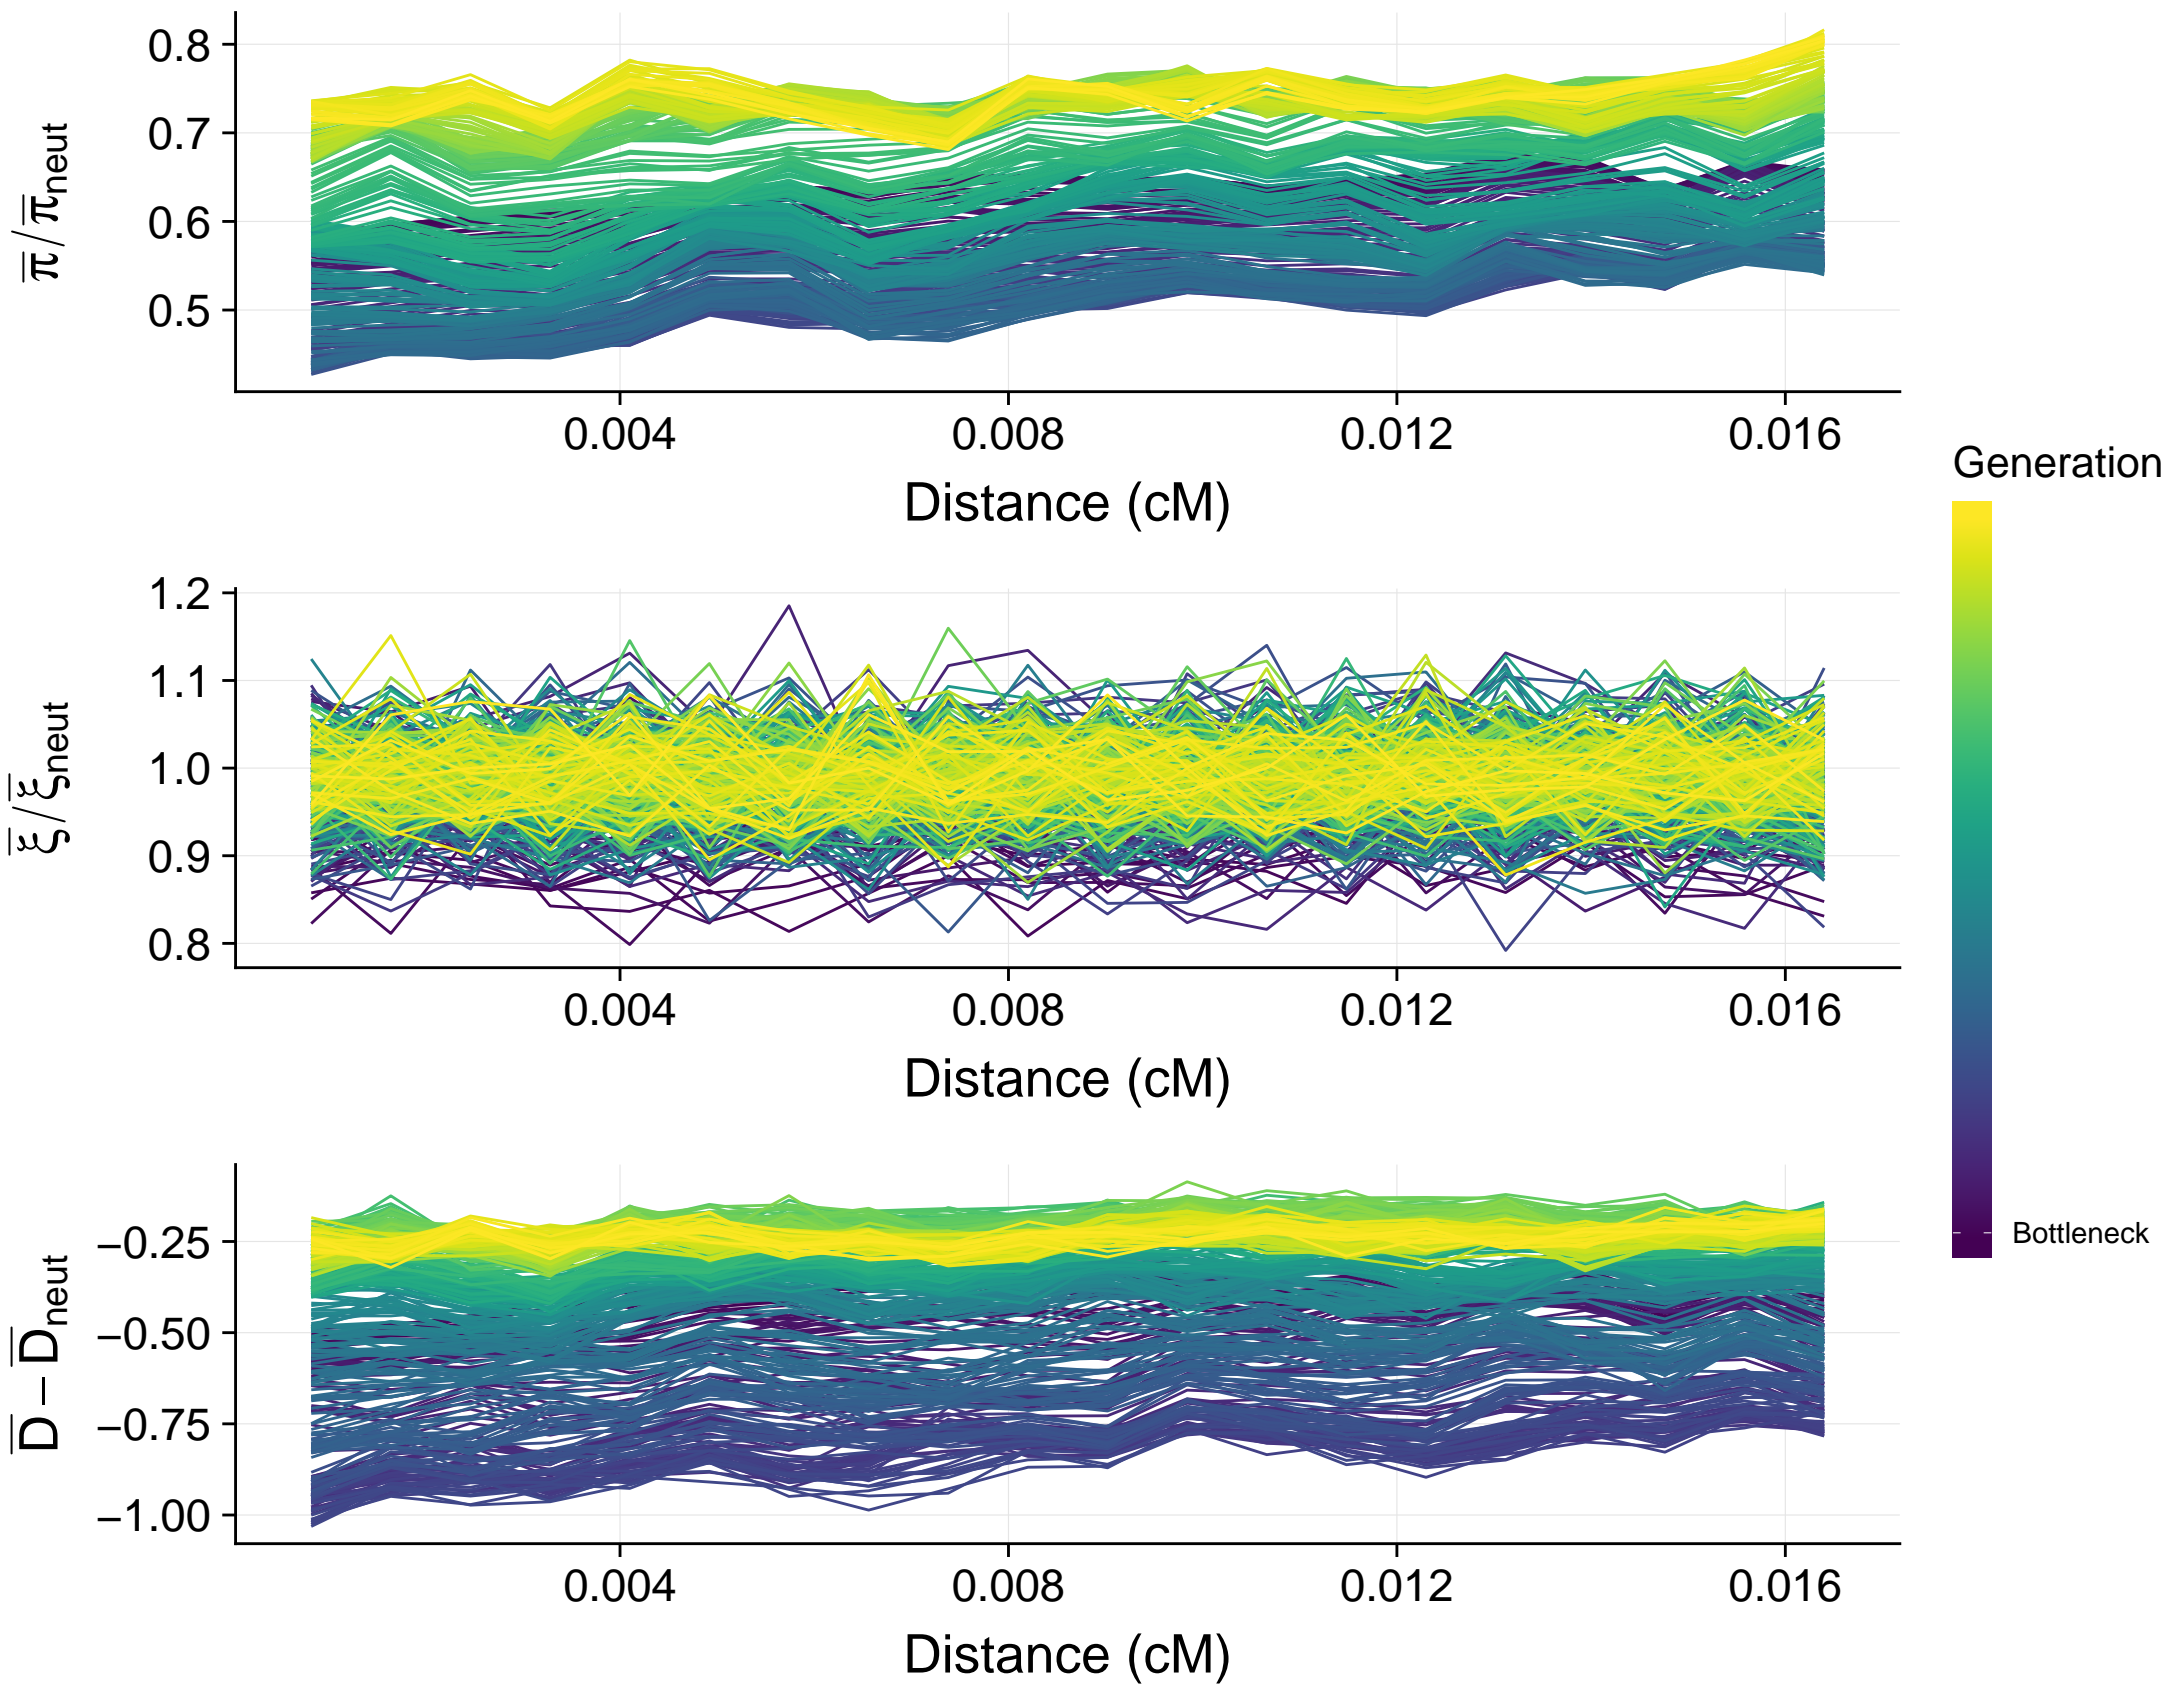 π̅/π̅neut
0.8
0.7
0.6
0.5
0.004 0.008 0.012 0.016
Distance (cM)
ξ̅/ξ̅neut
1.2
1.1
1.0
0.9
0.8
0.004 0.008 0.012 0.016
Distance (cM)
D̅−D̅neut
−0.25
−0.50
−0.75
−1.00
0.004 0.008 0.012 0.016
Distance (cM)
Generation
Bottleneck